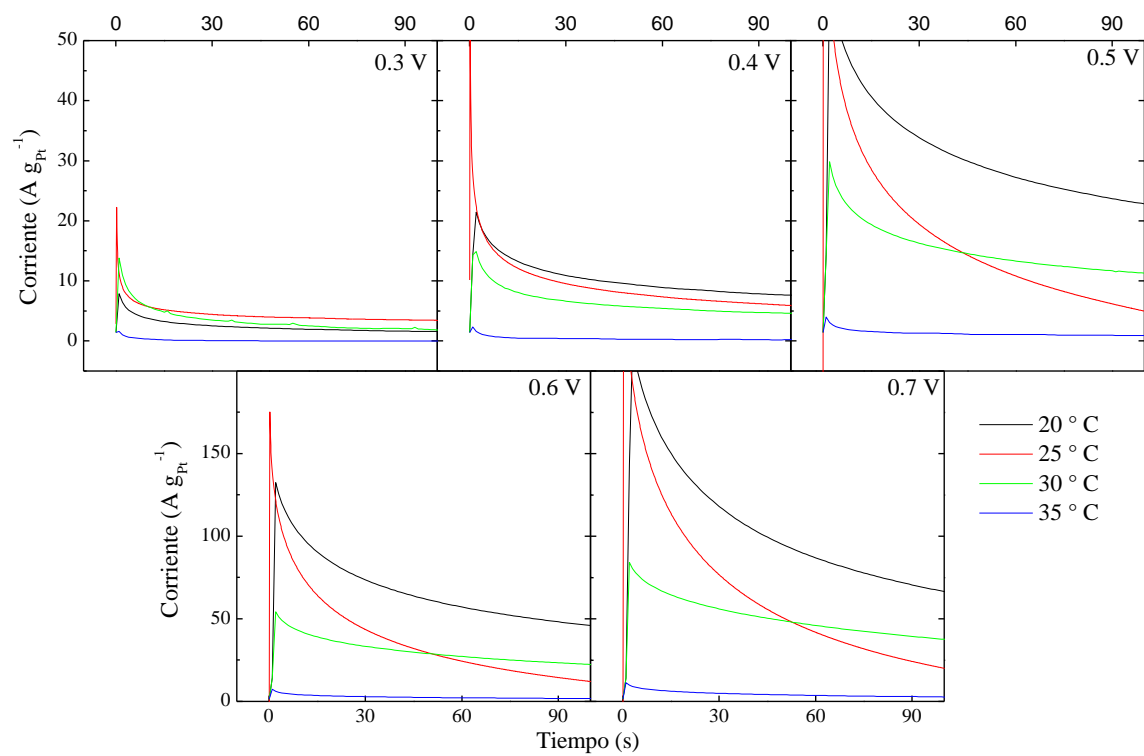 0 30 60 90 0 30 60 90 0 30 60 90
50
40
30
20
10
0
Corriente (A g_Pt^-1)
0.3 V
0.4 V
0.5 V
150
100
50
0
Corriente (A g_Pt^-1)
0.6 V
0.7 V
20 ° C
25 ° C
30 ° C
35 ° C
0 30 60 90 0 30 60 90
Tiempo (s)